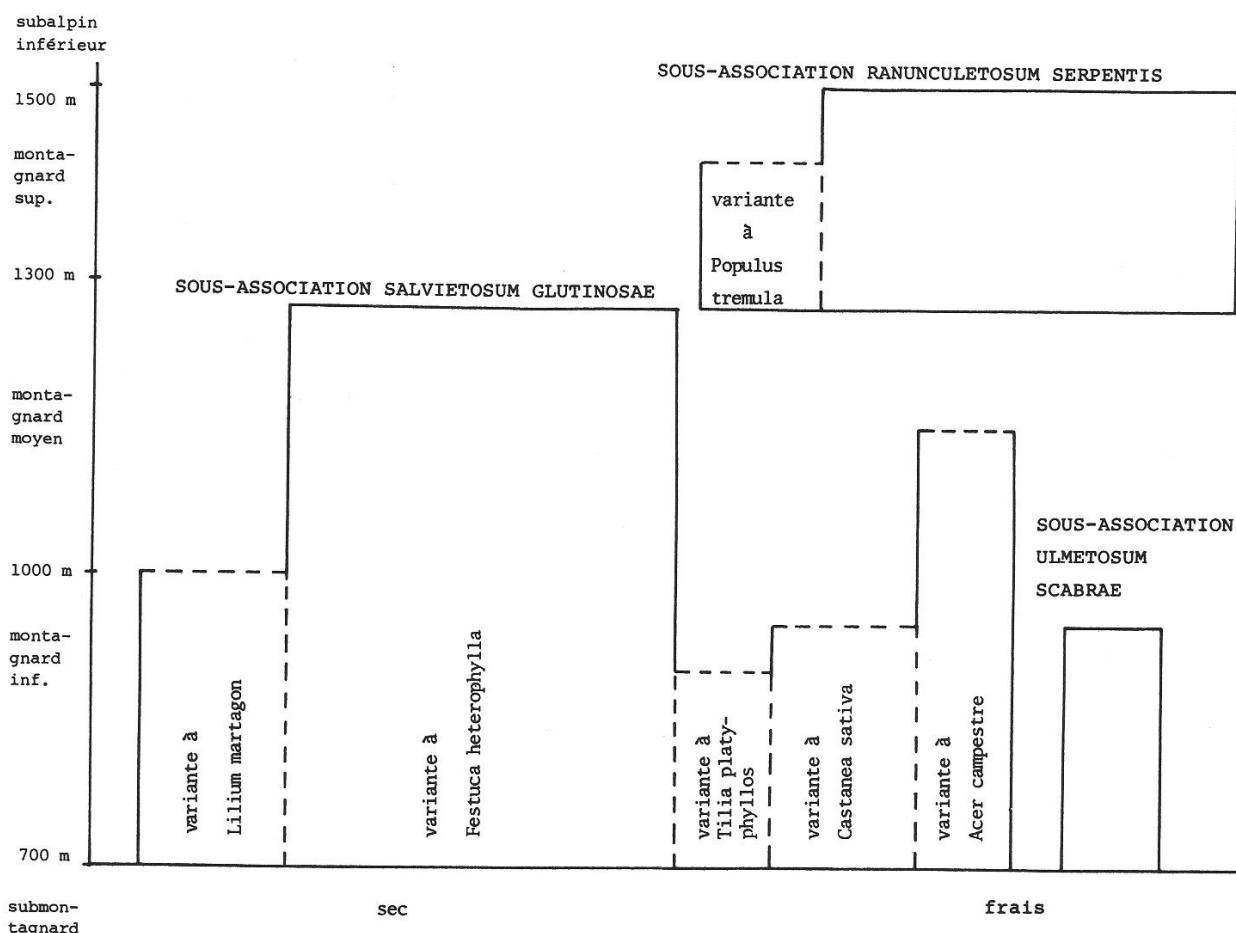 subalpin
inférieur
SOUS-ASSOCIATION RANUNCULETOSUM SERPENTIS
1500 m
monta-
gnard
sup.
variante
à
Populus
tremula
1300 m
SOUS-ASSOCIATION SALVIETOSUM GLUTINOSAE
monta-
gnard
moyen
SOUS-ASSOCIATION
ULMETOSUM
SCABRAE
1000 m
monta-
gnard
inf.
variante à
Lilium martagon
variante à
Festuca heterophylla
variante à
Tilia platy-
phyllos
variante à
Castanea sativa
variante à
Acer campestre
700 m
submon-
tagnard
sec
frais